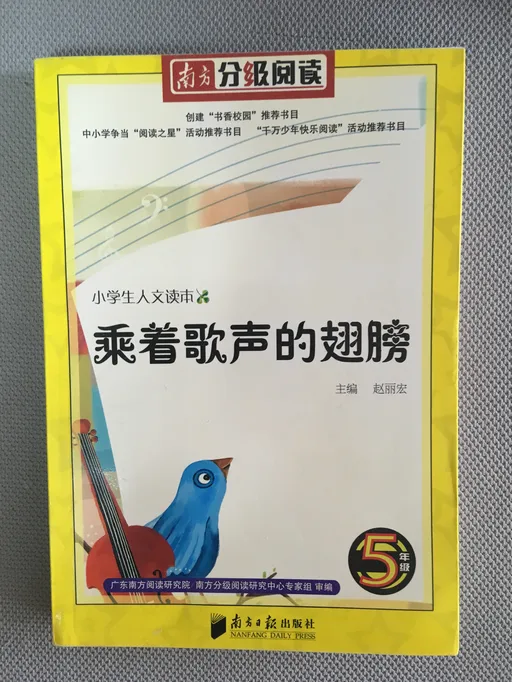 南方分级阅读
创建“书香校园”推荐书目
中小学争当“阅读之星”活动推荐书目 “千万少年快乐阅读”活动推荐书目
小学生人文读本
乘着歌声的翅膀
主编 赵丽宏
5年级
广东南方阅读研究院 南方分级阅读研究中心专家组 审编
南方日报出版社
NANFANG DAILY PRESS